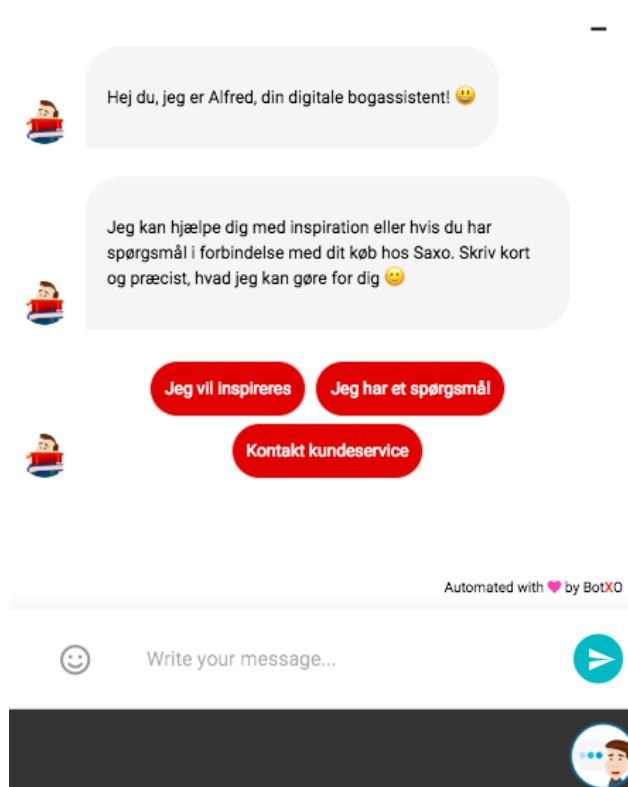 Hej du, jeg er Alfred, din digitale bogassistent! 😃
Jeg kan hjælpe dig med inspiration eller hvis du har
spørgsmål i forbindelse med dit køb hos Saxo. Skriv kort
og præcist, hvad jeg kan gøre for dig 🙂
Jeg vil inspireres
Jeg har et spørgsmål
Kontakt kundeservice
Automated with 💗 by BotXO
Write your message...